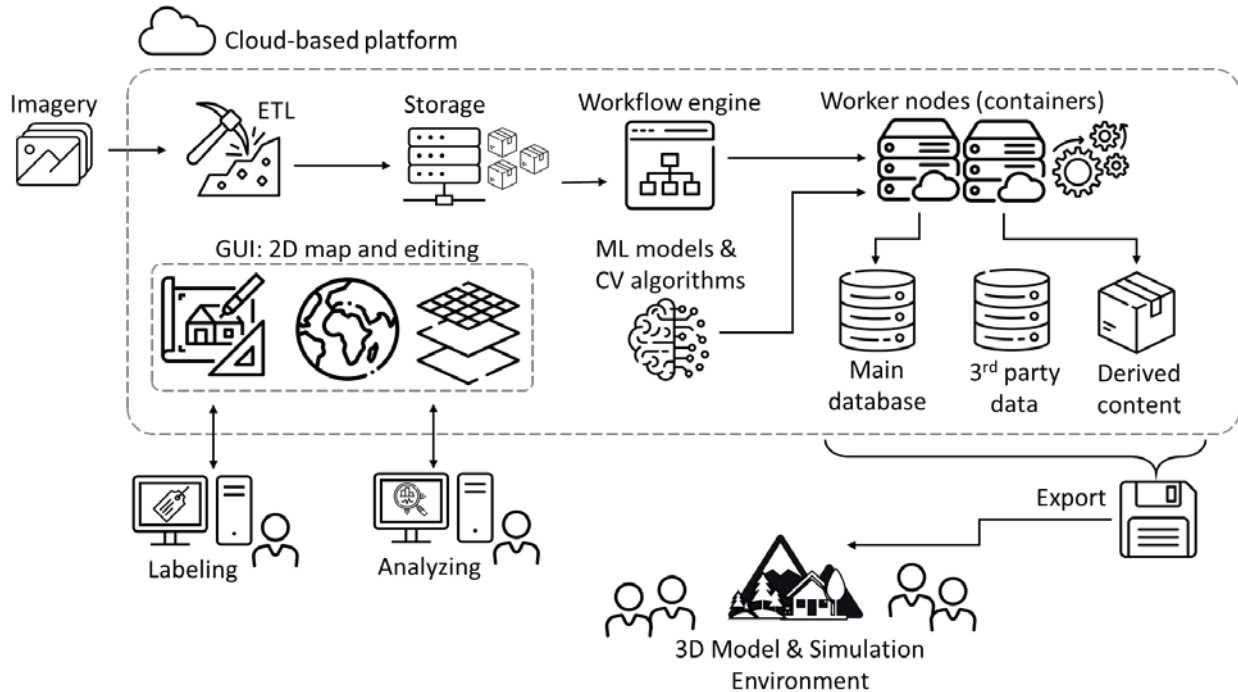 Cloud-based platform
Imagery
ETL
Storage
Workflow engine
Worker nodes (containers)
GUI: 2D map and editing
ML models &
CV algorithms
Main
database
3rd party
data
Derived
content
Labeling
Analyzing
Export
3D Model & Simulation
Environment